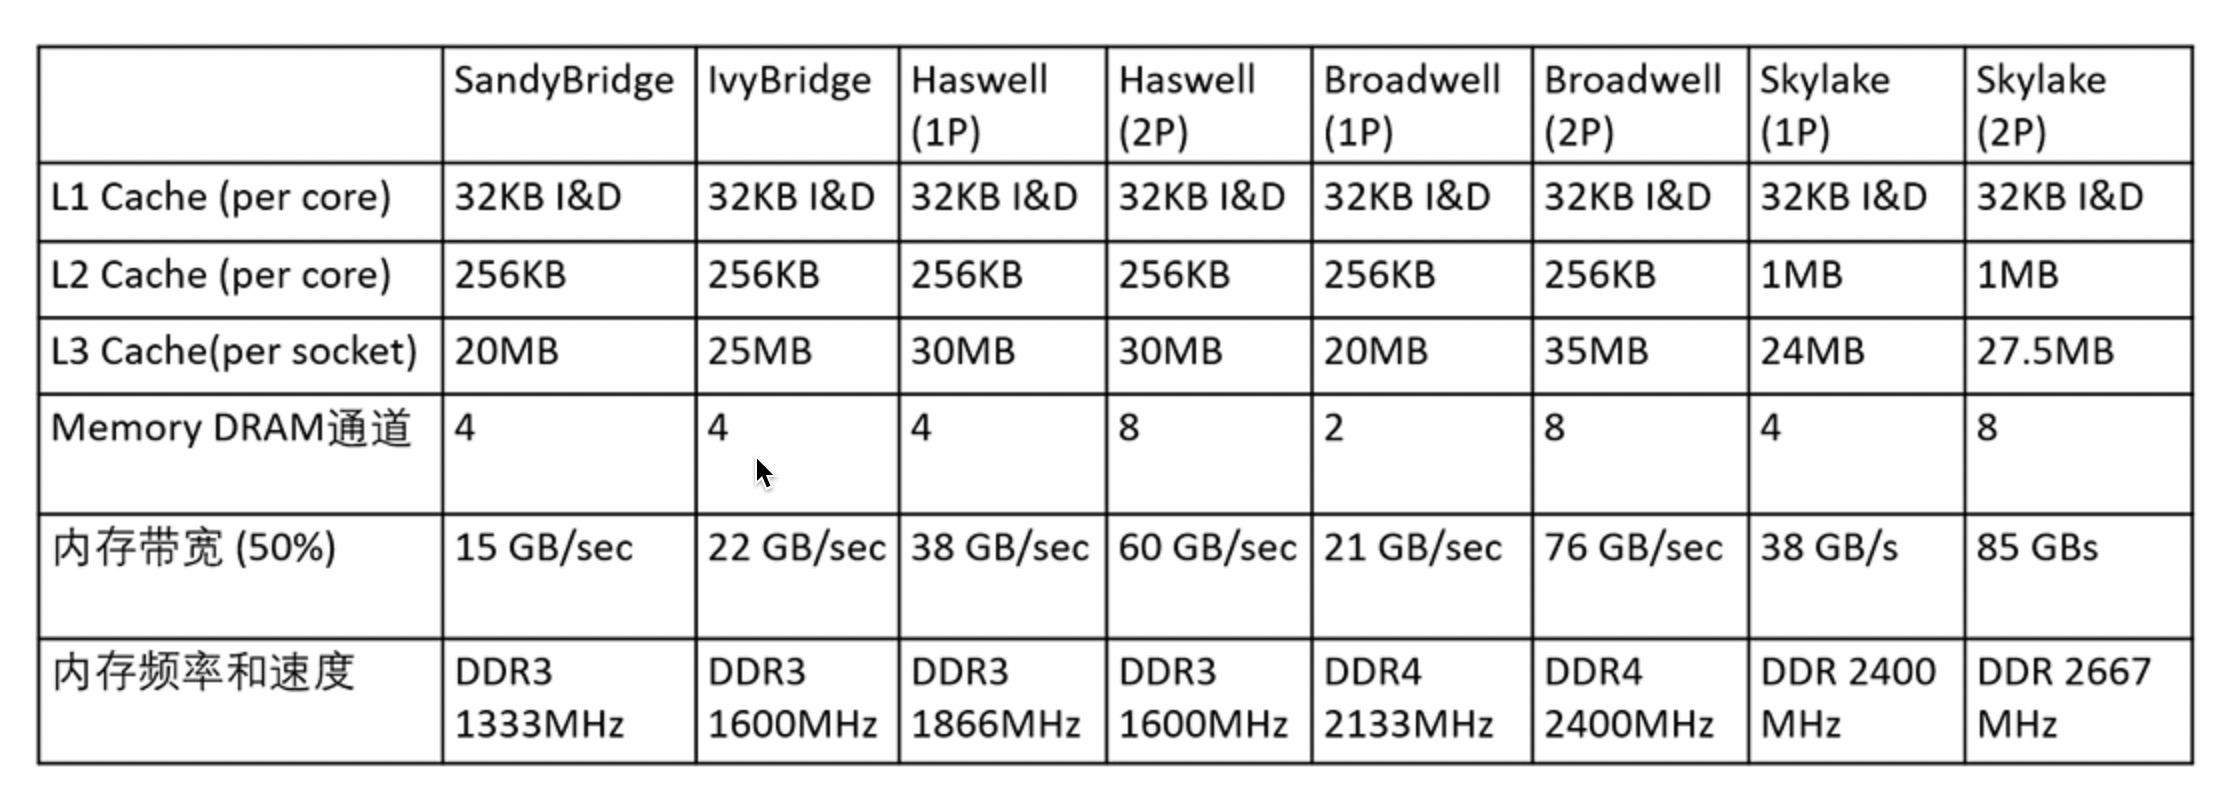 SandyBridge IvyBridge Haswell (1P) Haswell (2P) Broadwell (1P) Broadwell (2P) Skylake (1P) Skylake (2P)
L1 Cache (per core) 32KB I&D 32KB I&D 32KB I&D 32KB I&D 32KB I&D 32KB I&D 32KB I&D 32KB I&D
L2 Cache (per core) 256KB 256KB 256KB 256KB 256KB 256KB 1MB 1MB
L3 Cache(per socket) 20MB 25MB 30MB 30MB 20MB 35MB 24MB 27.5MB
Memory DRAM通道 4 4 4 8 2 8 4 8
内存带宽 (50%) 15 GB/sec 22 GB/sec 38 GB/sec 60 GB/sec 21 GB/sec 76 GB/sec 38 GB/s 85 GBs
内存频率和速度 DDR3 1333MHz DDR3 1600MHz DDR3 1866MHz DDR3 1600MHz DDR4 2133MHz DDR4 2400MHz DDR 2400 MHz DDR 2667 MHz